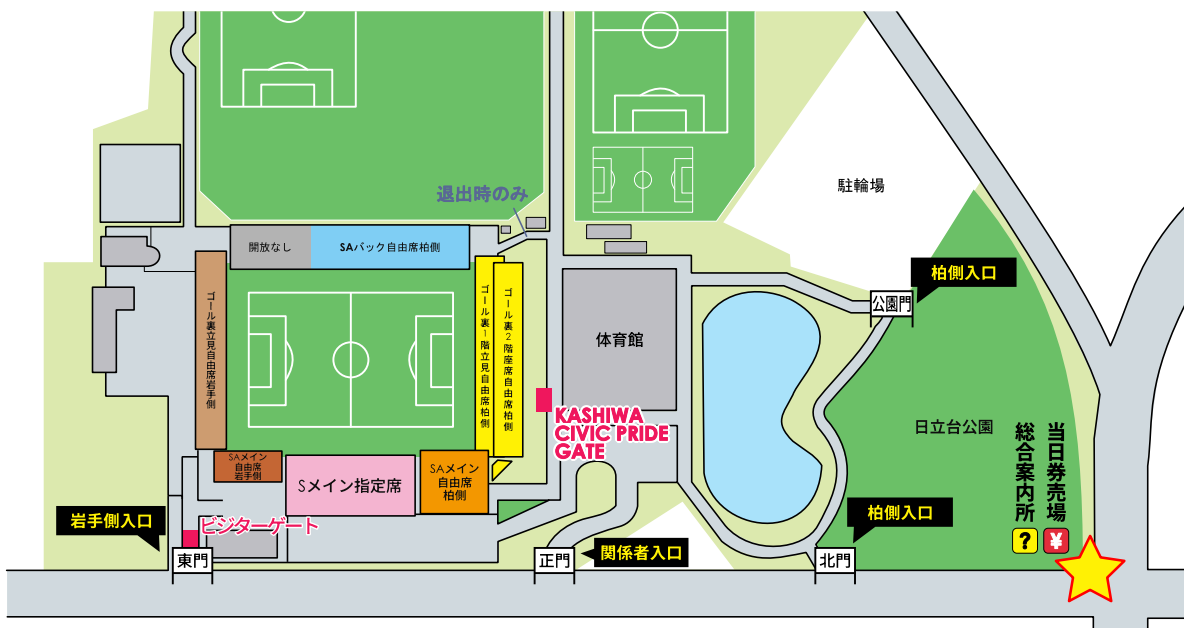 退出時のみ
駐輪場
開放なし
SAバック自由席柏側
柏側入口
公園門
ゴール裏立見自由席岩手側
ゴール裏1階立見自由席柏側
ゴール裏2階座席自由席柏側
体育館
KASHIWA
CIVIC PRIDE
GATE
日立台公園
当日券売場
¥
総合案内所
?
SAメイン
自由席
岩手側
Sメイン指定席
SAメイン
自由席
柏側
岩手側入口
ビジターゲート
柏側入口
東門
正門
関係者入口
北門